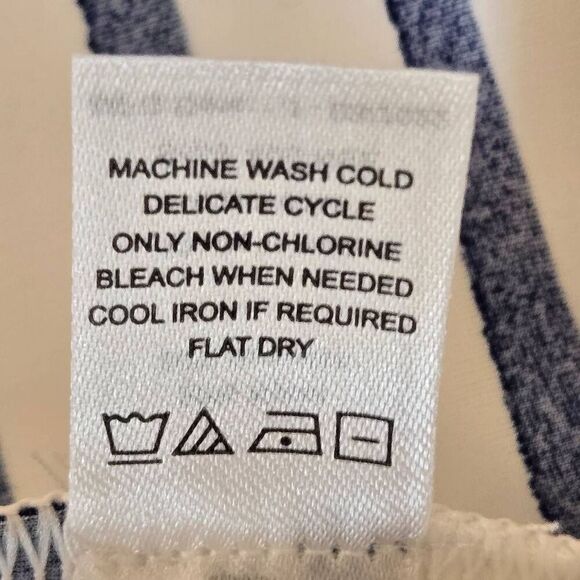 MACHINE WASH COLD
DELICATE CYCLE
ONLY NON-CHLORINE
BLEACH WHEN NEEDED
COOL IRON IF REQUIRED
FLAT DRY